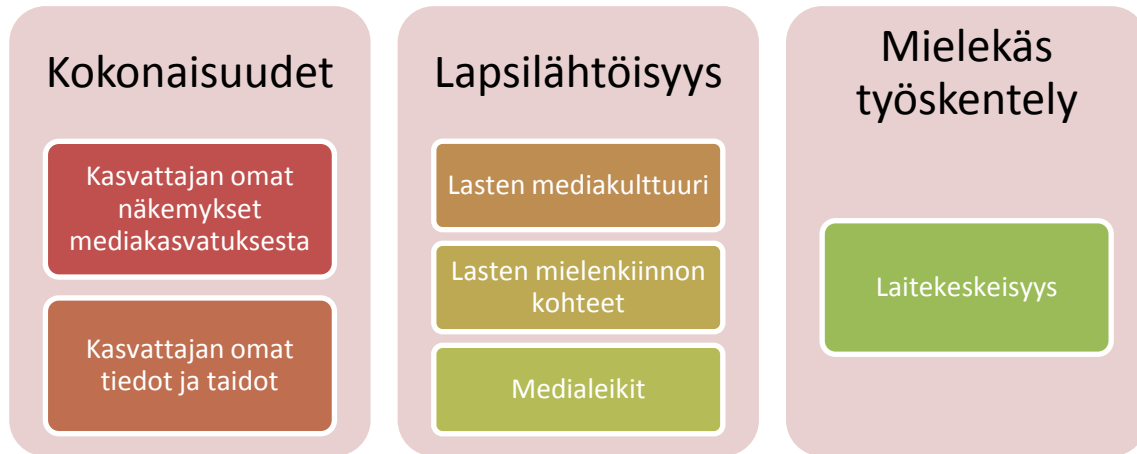 Kokonaisuudet
Kasvattajan omat
näkemykset
mediakasvatuksesta
Kasvattajan omat
tiedot ja taidot
Lapsilähtöisyys
Lasten mediakulttuuri
Lasten mielenkiinnon
kohteet
Medialeikit
Mielekäs
työskentely
Laitekeskeisyys